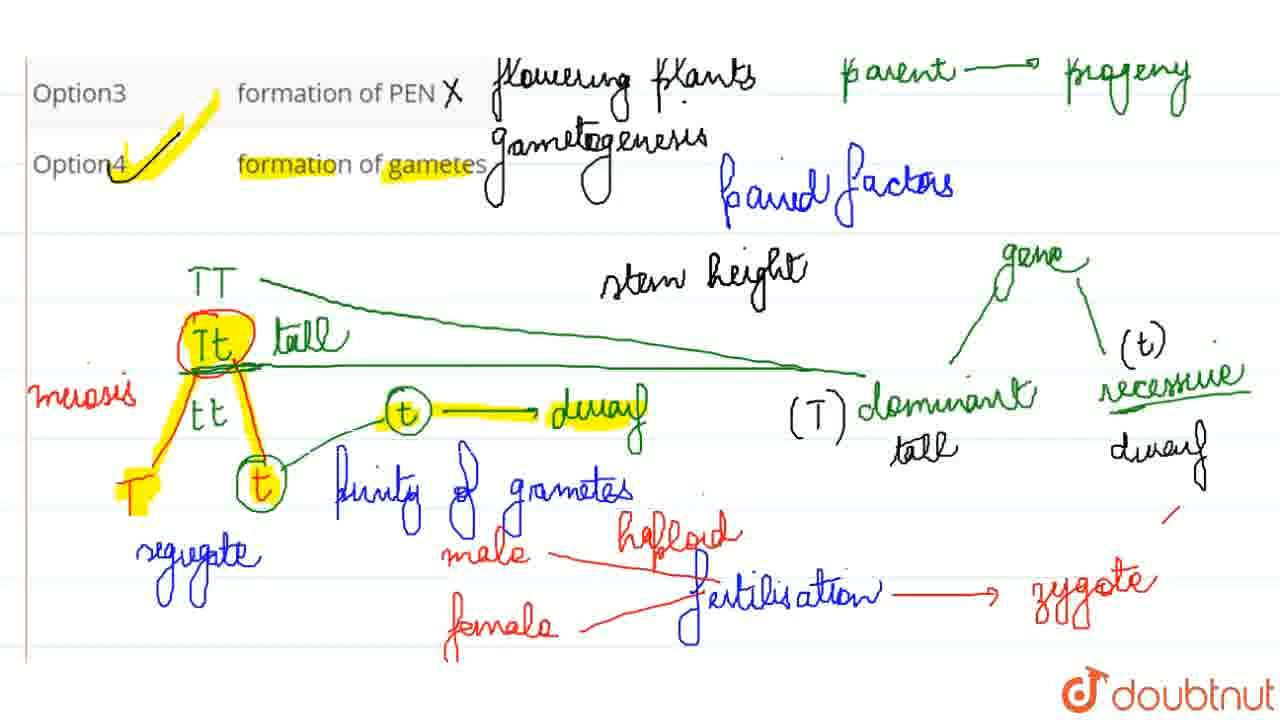 flowering plants
parent → progeny
Option3 formation of PEN X
gametogenesis
Option4 formation of gametes
Paired factors
TT
stem height
gene
Tt tall
(t)
meiosis
tt
t → dwarf
(T) dominant
recessive
tall
dwarf
T
t
purity of gametes
segregate
male
haploid
fertilisation → zygote
female
doubtnut